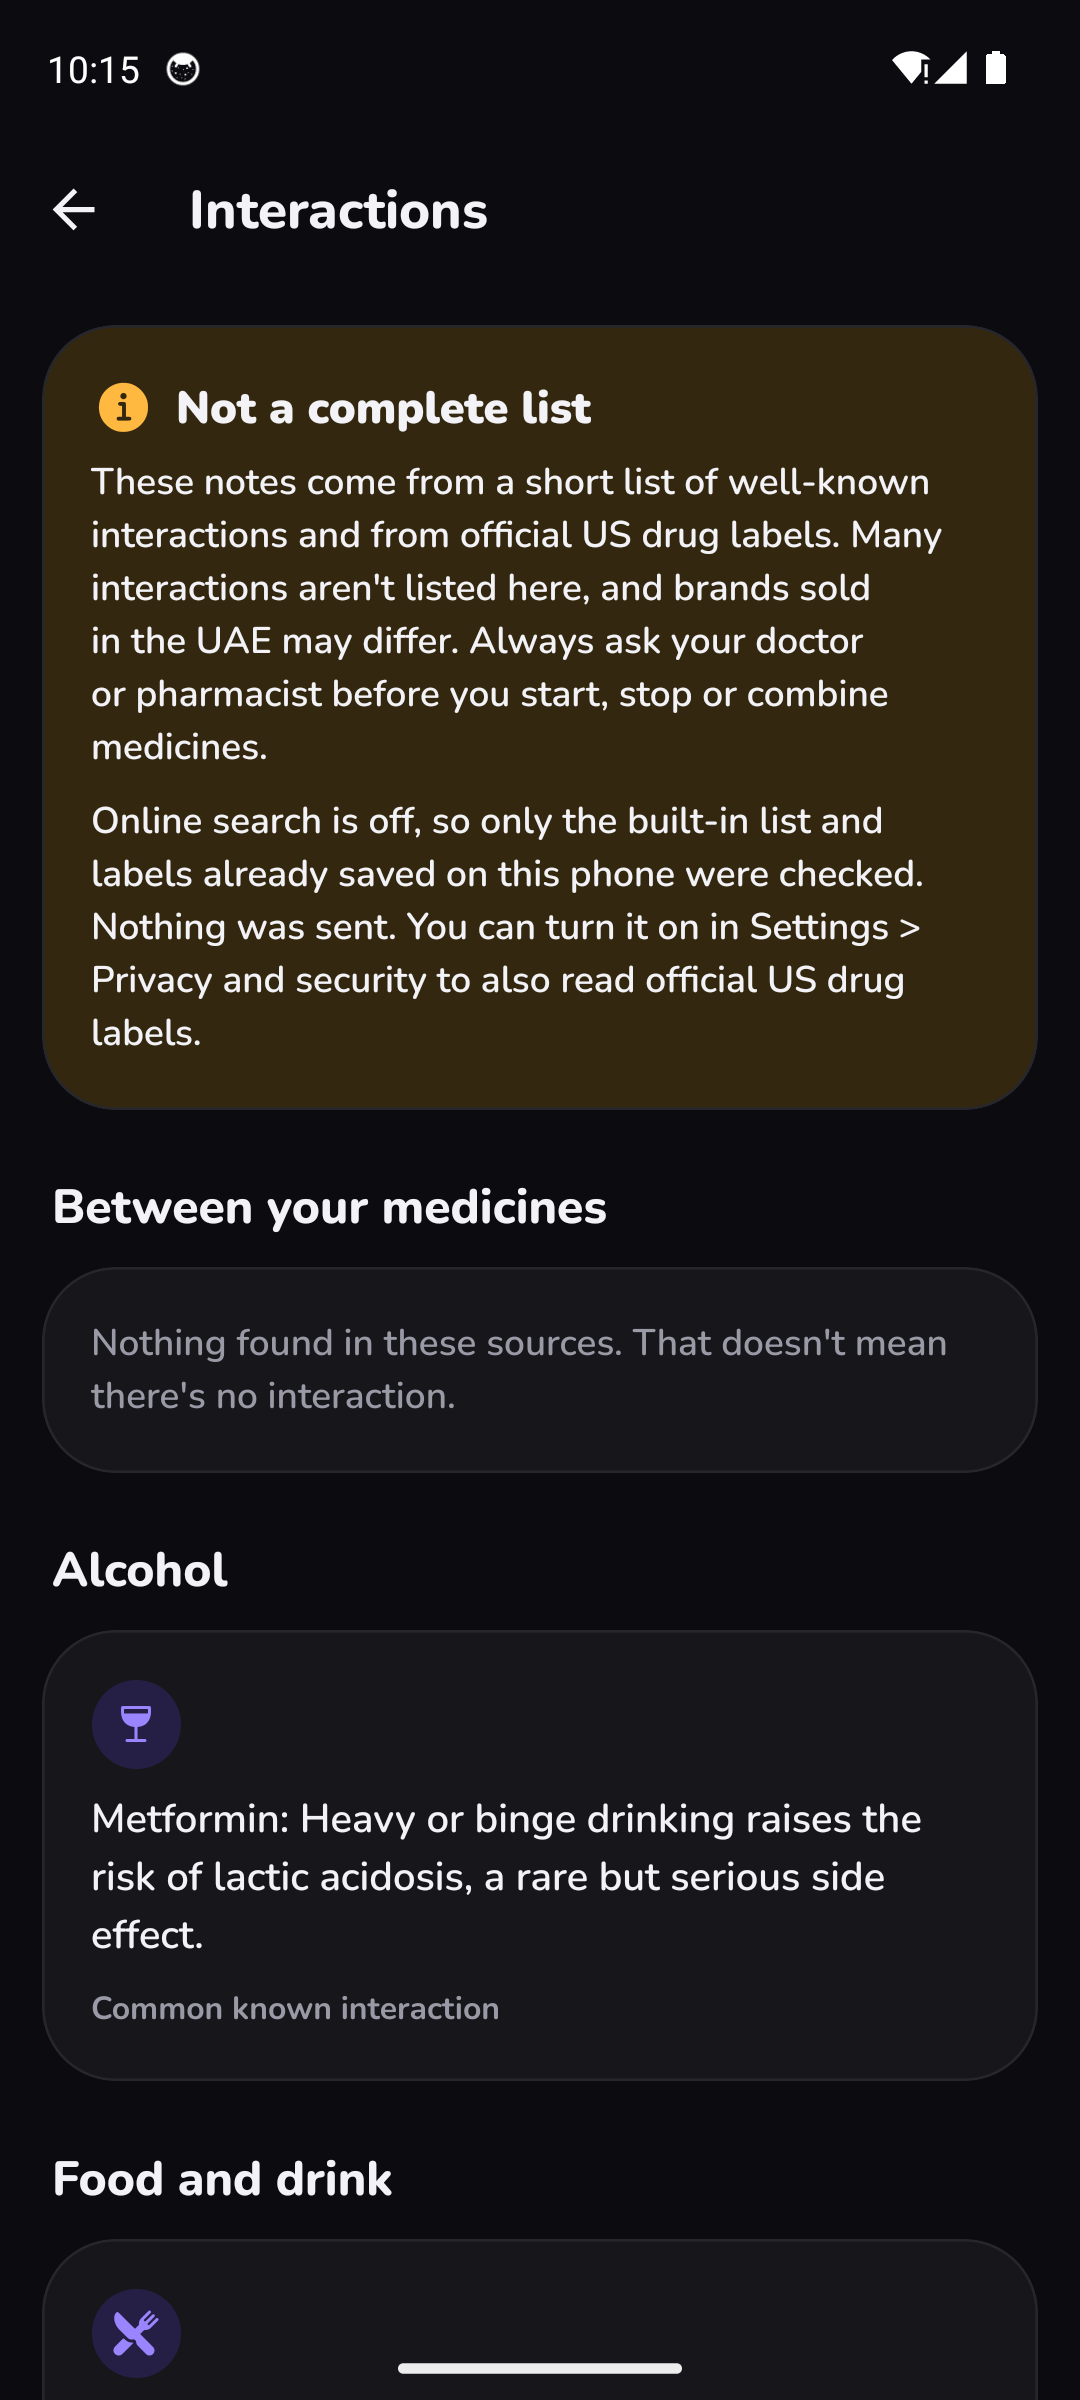 10:15
Interactions
Not a complete list
These notes come from a short list of well-known
interactions and from official US drug labels. Many
interactions aren't listed here, and brands sold
in the UAE may differ. Always ask your doctor
or pharmacist before you start, stop or combine
medicines.
Online search is off, so only the built-in list and
labels already saved on this phone were checked.
Nothing was sent. You can turn it on in Settings >
Privacy and security to also read official US drug
labels.
Between your medicines
Nothing found in these sources. That doesn't mean
there's no interaction.
Alcohol
Metformin: Heavy or binge drinking raises the
risk of lactic acidosis, a rare but serious side
effect.
Common known interaction
Food and drink